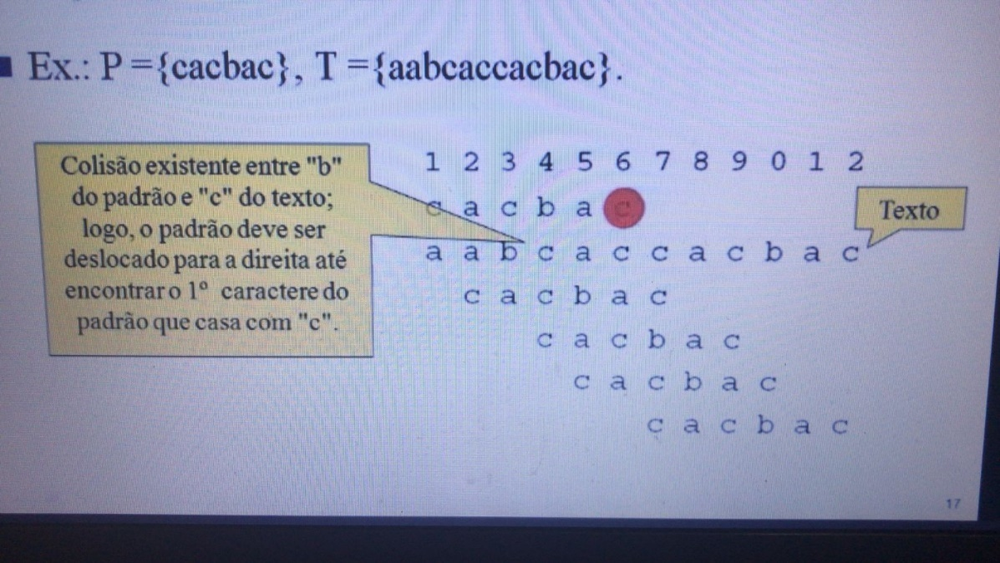 Ex.: P ={cacbac}, T ={aabcaccacbac}.
Colisão existente entre "b"
do padrão e "c" do texto;
logo, o padrão deve ser
deslocado para a direita até
encontrar o 1º caractere do
padrão que casa com "c".
1 2 3 4 5 6 7 8 9 0 1 2
c a c b a c
Texto
a a b c a c c a c b a c
c a c b a c
c a c b a c
c a c b a c
c a c b a c
17